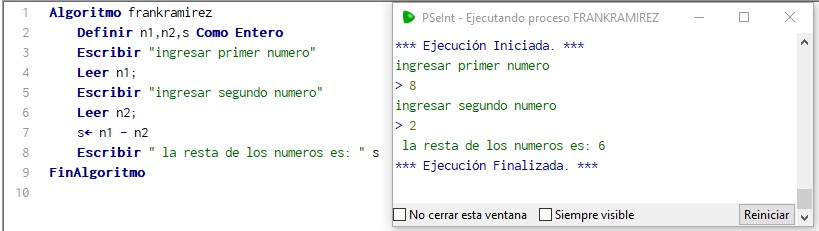 1 Algoritmo frankramirez
2 Definir n1,n2,s Como Entero
3 Escribir "ingresar primer numero"
4 Leer n1;
5 Escribir "ingresar segundo numero"
6 Leer n2;
7 s← n1 - n2
8 Escribir " la resta de los numeros es: " s
9 FinAlgoritmo
10
PSeInt - Ejecutando proceso FRANKRAMIREZ
*** Ejecución Iniciada. ***
ingresar primer numero
> 8
ingresar segundo numero
> 2
la resta de los numeros es: 6
*** Ejecución Finalizada. ***
No cerrar esta ventana Siempre visible Reiniciar